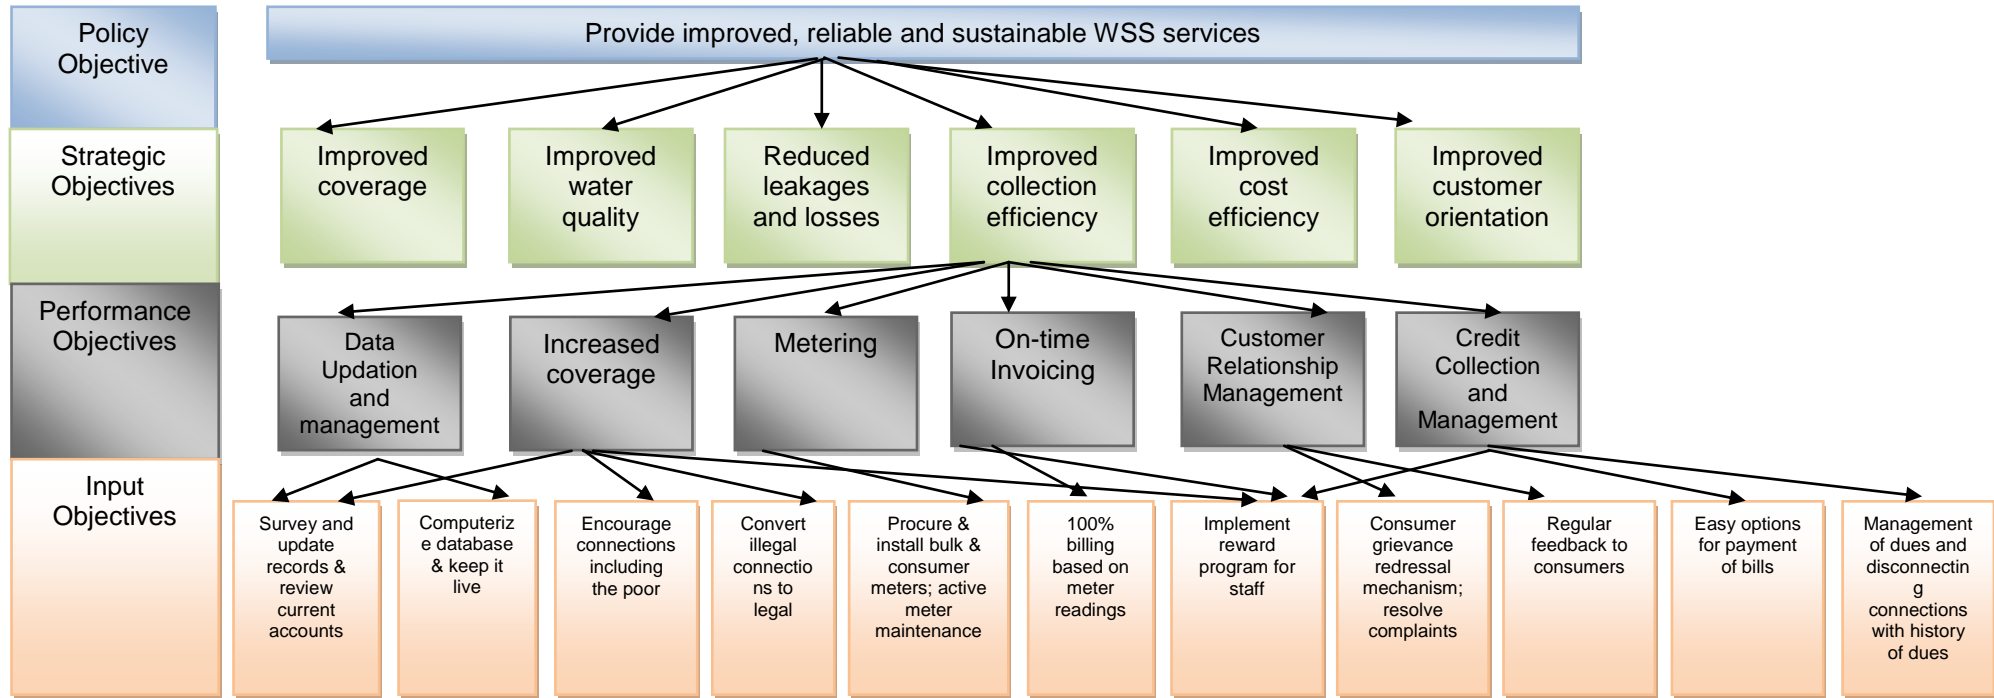 Policy
Objective
Provide improved, reliable and sustainable WSS services
Strategic
Objectives
Improved
coverage
Improved
water
quality
Reduced
leakages
and losses
Improved
collection
efficiency
Improved
cost
efficiency
Improved
customer
orientation
Performance
Objectives
Data
Updation
and
management
Increased
coverage
Metering
On-time
Invoicing
Customer
Relationship
Management
Credit
Collection
and
Management
Input
Objectives
Survey and
update
records &
review
current
accounts
Computeriz
e database
& keep it
live
Encourage
connections
including
the poor
Convert
illegal
connectio
ns to
legal
Procure &
install bulk &
consumer
meters; active
meter
maintenance
100%
billing
based on
meter
readings
Implement
reward
program for
staff
Consumer
grievance
redressal
mechanism;
resolve
complaints
Regular
feedback to
consumers
Easy options
for payment
of bills
Management
of dues and
disconnectin
g
connections
with history
of dues